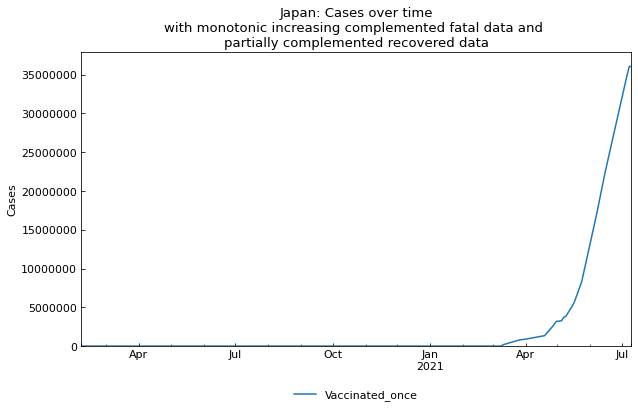 Japan: Cases over time
with monotonic increasing complemented fatal data and
partially complemented recovered data
35000000
30000000
25000000
20000000
15000000
10000000
5000000
0
Cases
Apr
Jul
Oct
Jan
2021
Apr
Jul
Vaccinated_once